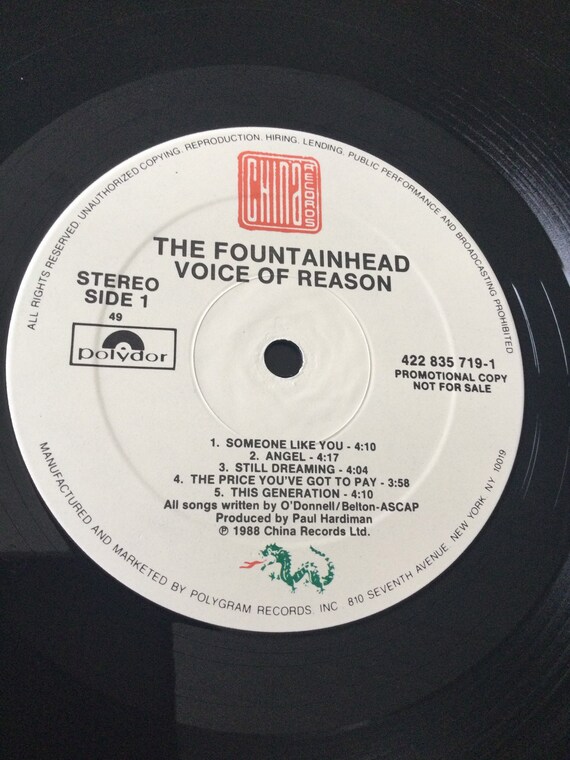 ALL RIGHTS RESERVED. UNAUTHORIZED COPYING. REPRODUCTION. HIRING. LENDING. PUBLIC PERFORMANCE AND BROADCASTING PROHIBITED
CHINA RECORDS
THE FOUNTAINHEAD
VOICE OF REASON
STEREO
SIDE 1
49
polydor
422 835 719-1
PROMOTIONAL COPY
NOT FOR SALE
1. SOMEONE LIKE YOU - 4:10
2. ANGEL - 4:17
3. STILL DREAMING - 4:04
4. THE PRICE YOU'VE GOT TO PAY - 3:58
5. THIS GENERATION - 4:10
All songs written by O'Donnell/Belton-ASCAP
Produced by Paul Hardiman
℗ 1988 China Records Ltd.
MANUFACTURED AND MARKETED BY POLYGRAM RECORDS. INC 810 SEVENTH AVENUE. NEW YORK. NY 10019